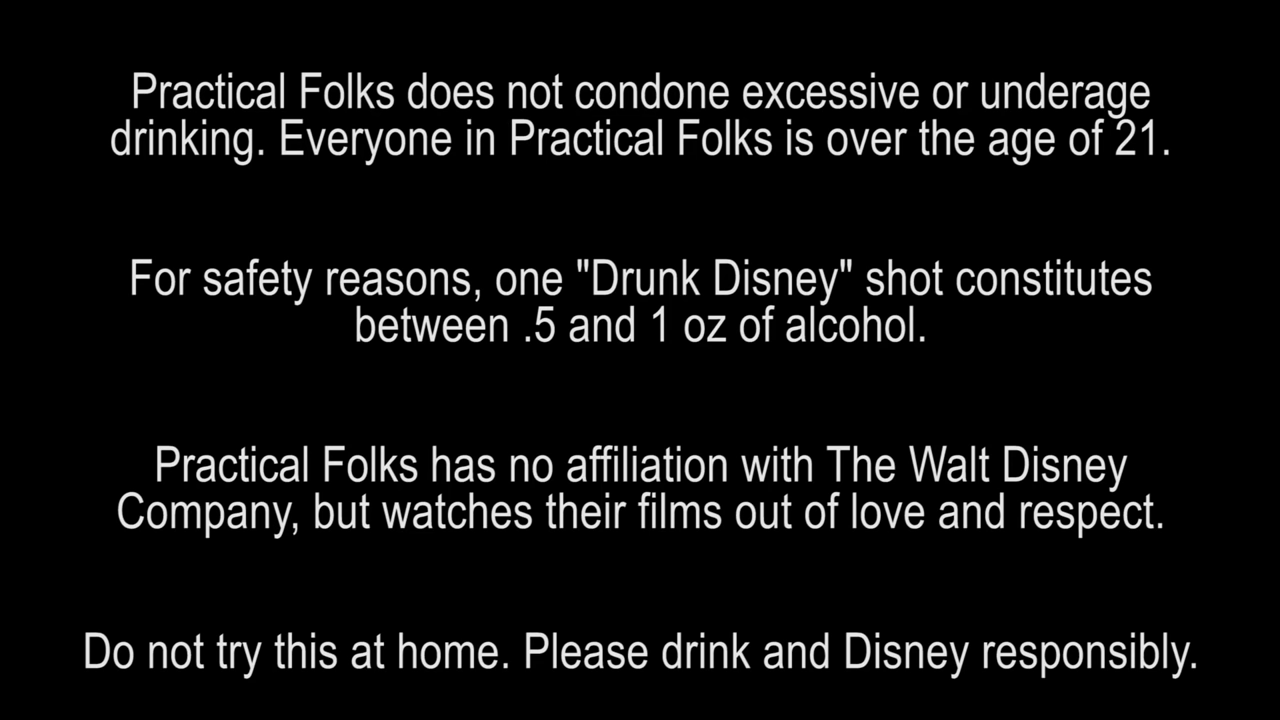 Practical Folks does not condone excessive or underage
drinking. Everyone in Practical Folks is over the age of 21.
For safety reasons, one "Drunk Disney" shot constitutes
between .5 and 1 oz of alcohol.
Practical Folks has no affiliation with The Walt Disney
Company, but watches their films out of love and respect.
Do not try this at home. Please drink and Disney responsibly.